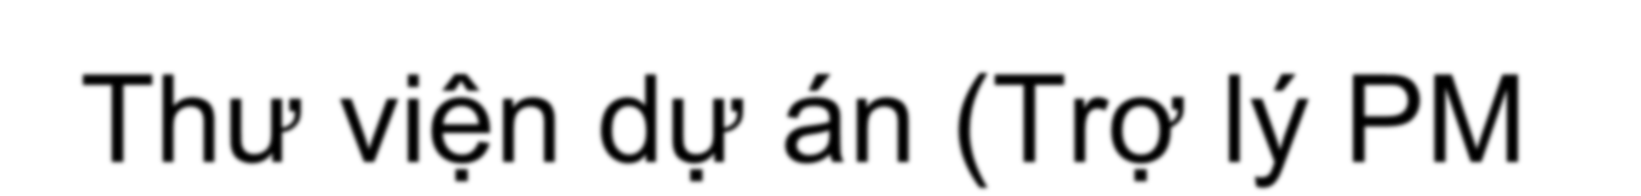 Thư viện dự án (Trợ lý PM